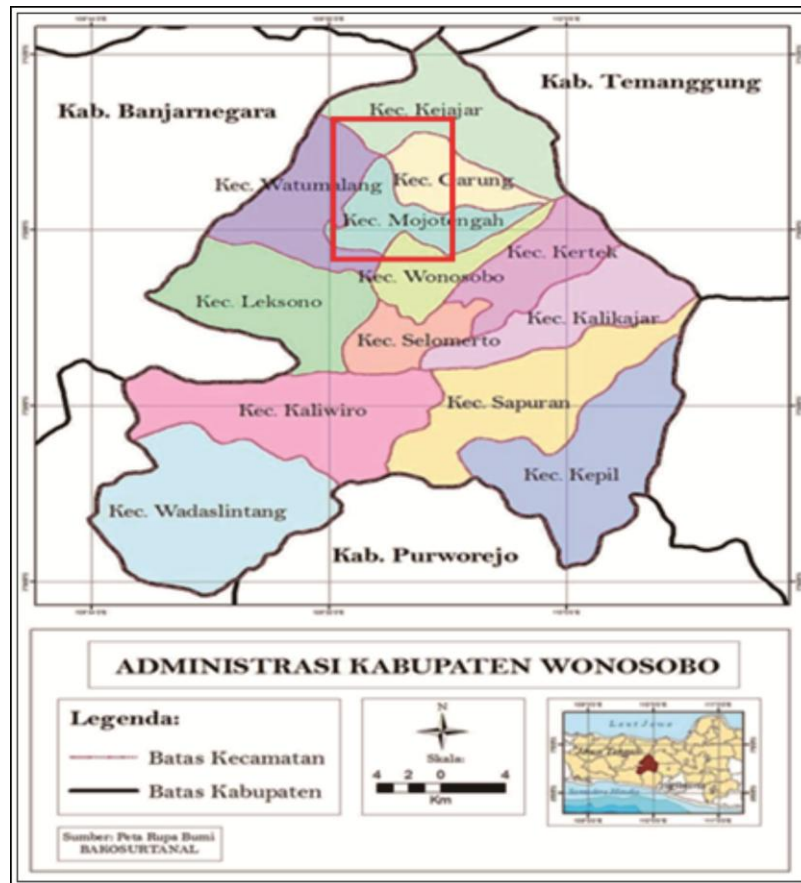 Kab. Temanggung
Kab. Banjarnegara
Kec. Kejajar
Kec. Watumalang
Kec. Garung
Kec. Mojotengah
Kec. Kertek
Kec. Wonosobo
Kec. Leksono
Kec. Kalikajar
Kec. Selomerto
Kec. Kaliwiro
Kec. Sapuran
Kec. Kepil
Kec. Wadaslintang
Kab. Purworejo
ADMINISTRASI KABUPATEN WONOSOBO
Legenda:
Batas Kecamatan
Batas Kabupaten
N
Skala:
4 2 0 4
Km
Laut Jawa
Sumber: Peta Rupa Bumi
BAKOSURTANAL